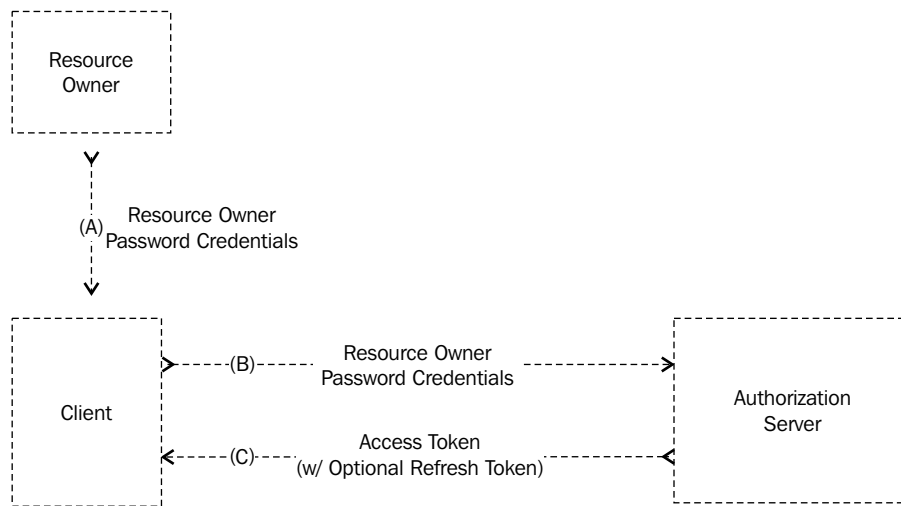 Resource
Owner
(A)
Resource Owner
Password Credentials
Client
(B)
Resource Owner
Password Credentials
(C)
Access Token
(w/ Optional Refresh Token)
Authorization
Server